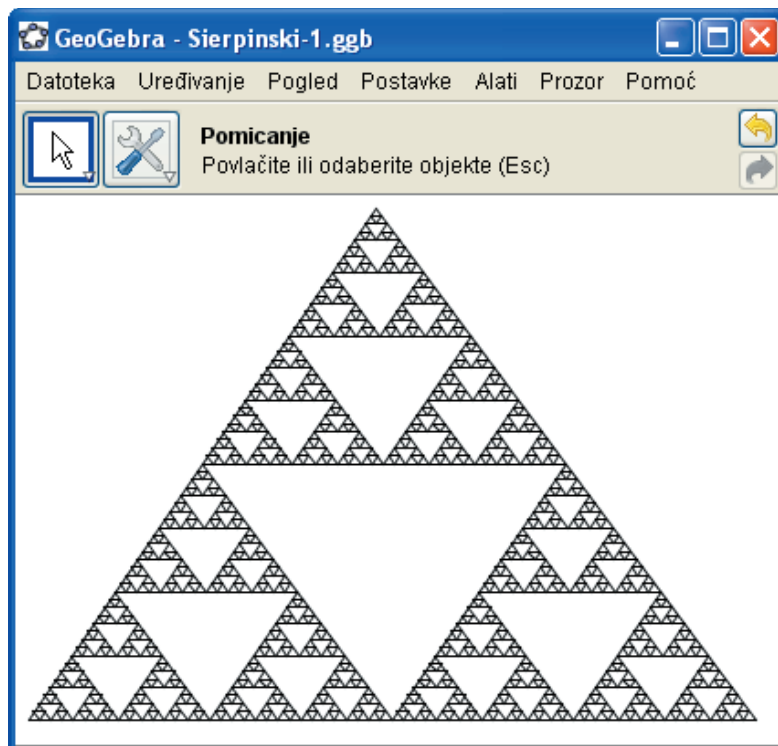 GeoGebra - Sierpinski-1.ggb
Datoteka Uređivanje Pogled Postavke Alati Prozor Pomoć
Pomicanje
Povlačite ili odaberite objekte (Esc)